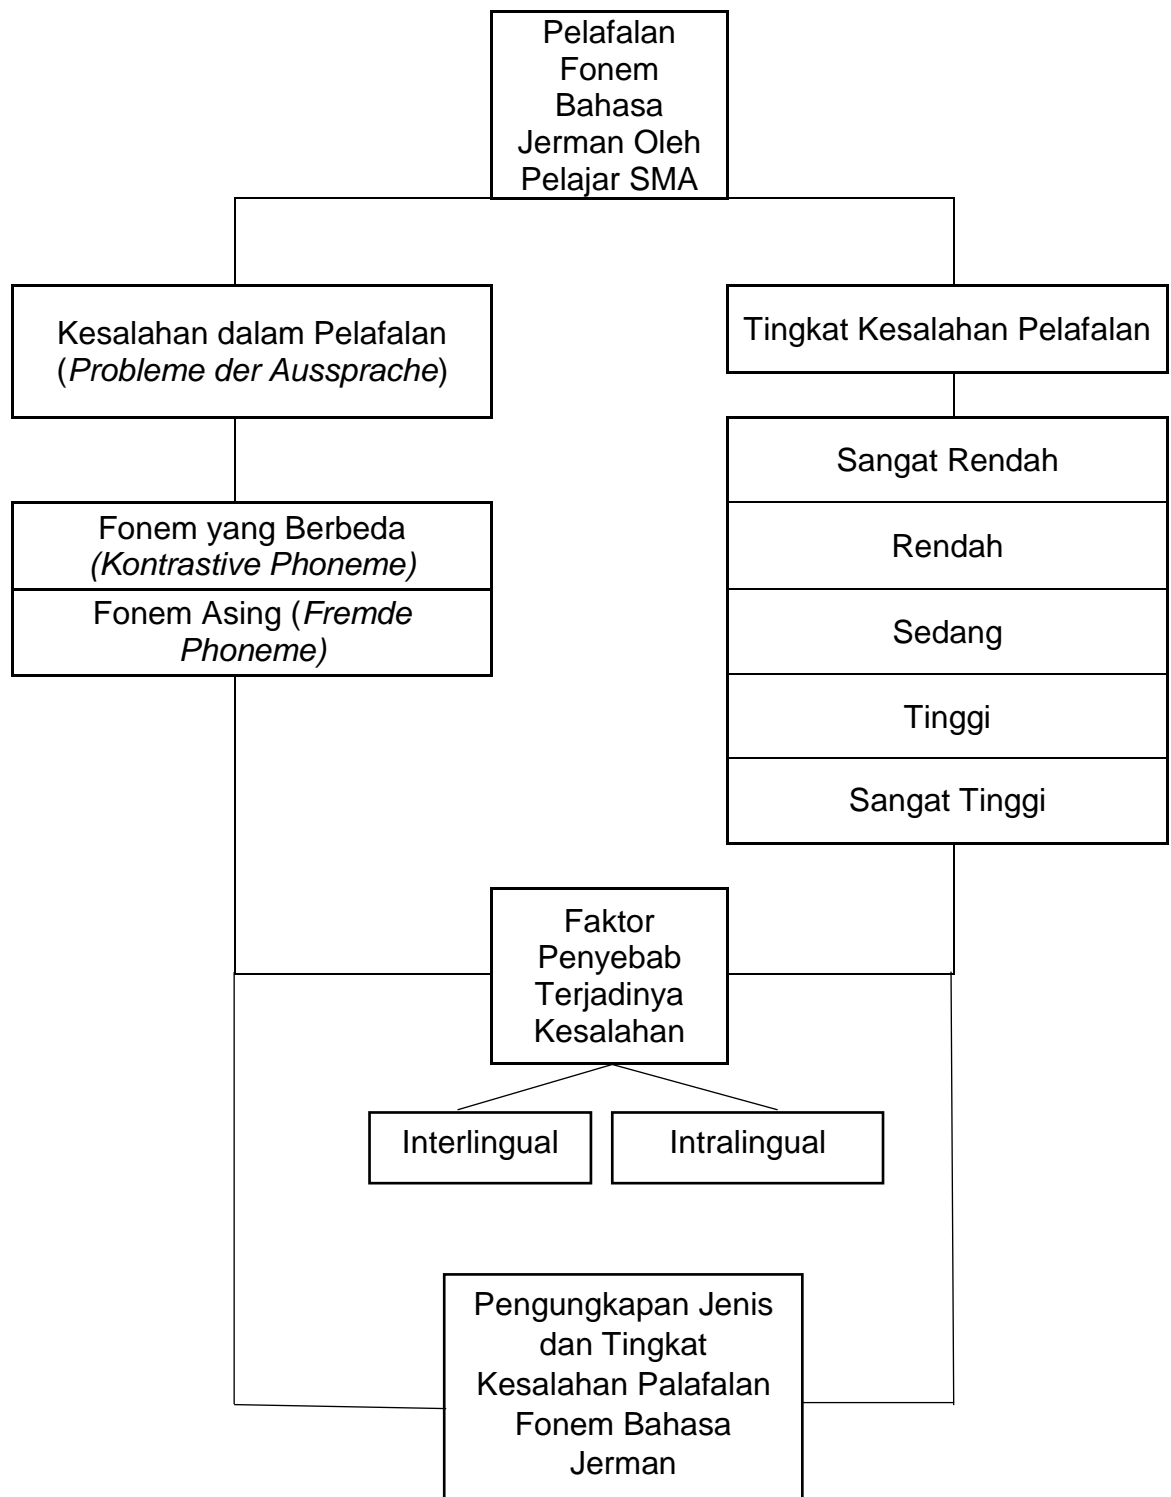 Pelafalan
Fonem
Bahasa
Jerman Oleh
Pelajar SMA
Kesalahan dalam Pelafalan
(Probleme der Aussprache)
Tingkat Kesalahan Pelafalan
Fonem yang Berbeda
(Kontrastive Phoneme)
Fonem Asing (Fremde
Phoneme)
Sangat Rendah
Rendah
Sedang
Tinggi
Sangat Tinggi
Faktor
Penyebab
Terjadinya
Kesalahan
Interlingual
Intralingual
Pengungkapan Jenis
dan Tingkat
Kesalahan Palafalan
Fonem Bahasa
Jerman